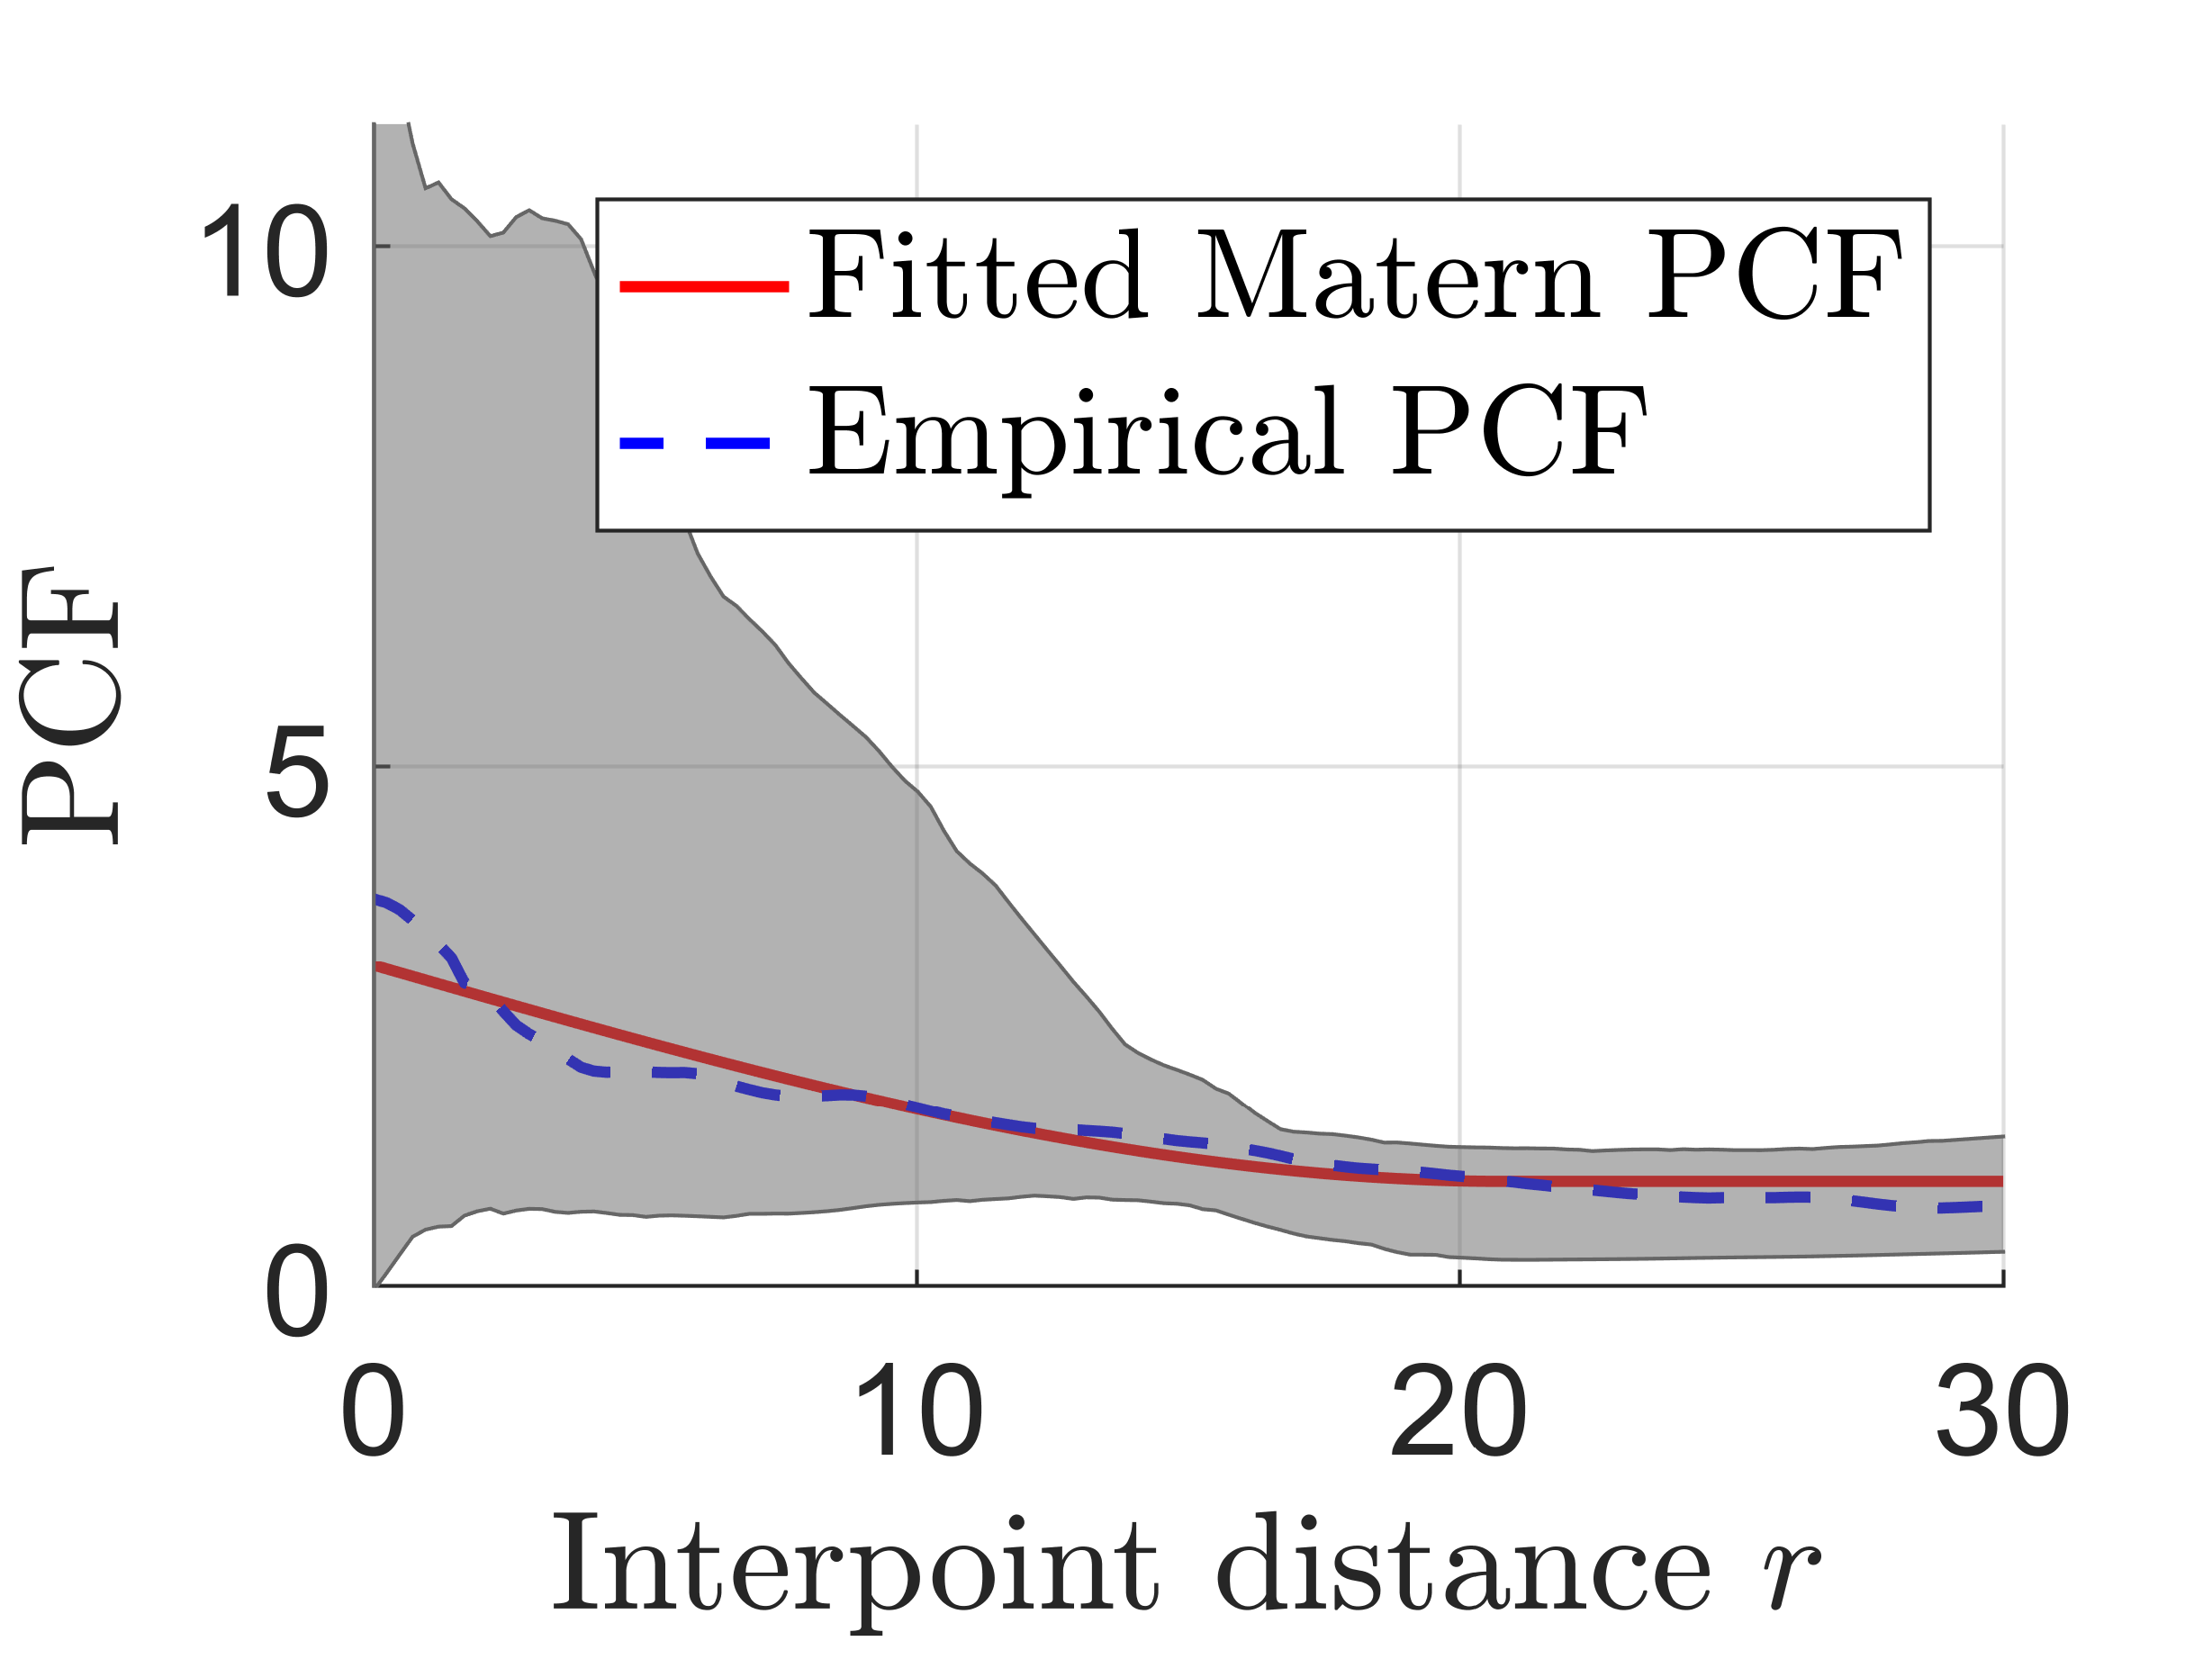 10
5
0
PCF
Fitted Matern PCF
Empirical PCF
0 10 20 30
Interpoint distance r